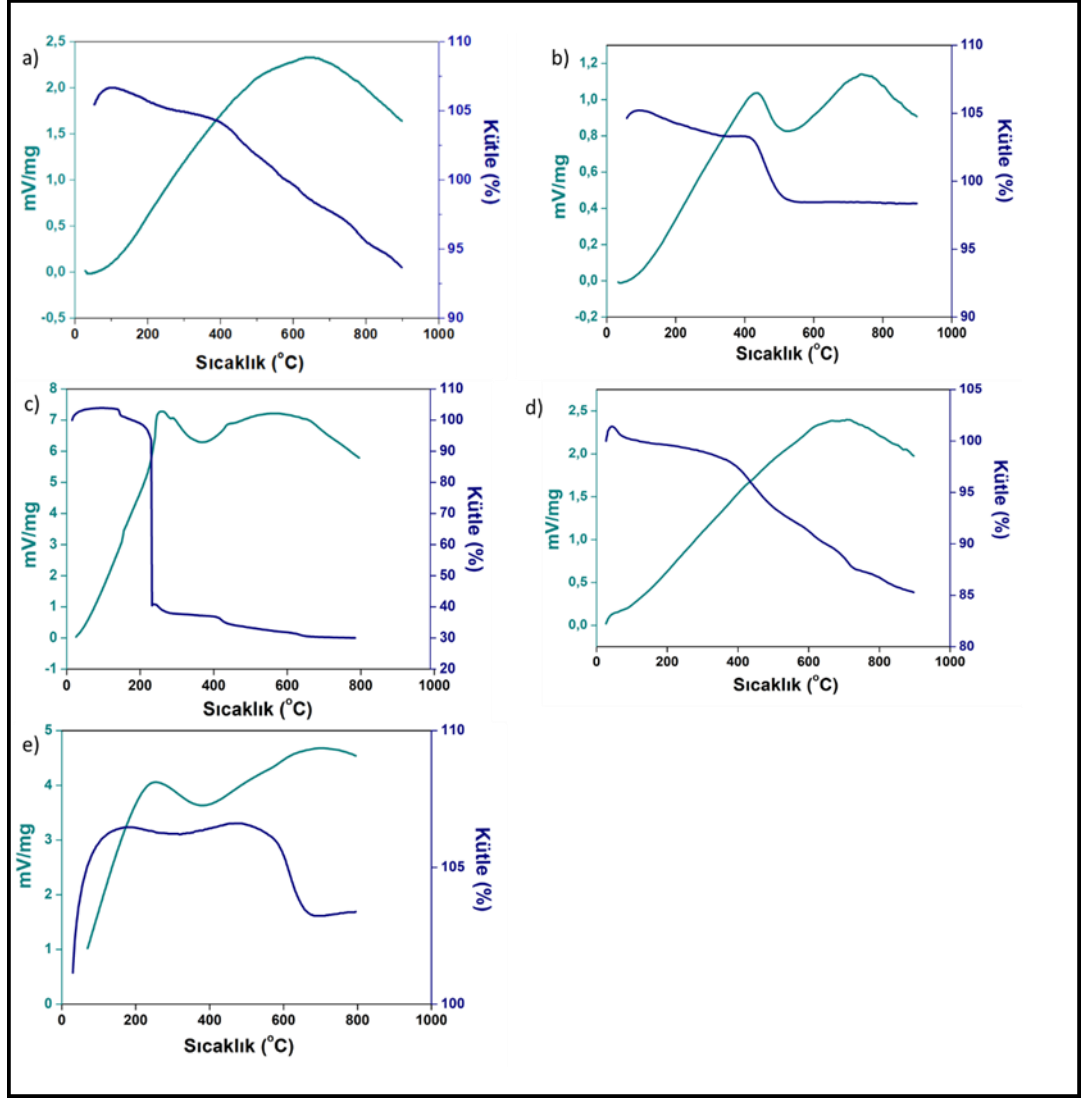 a)
2,5
2,0
1,5
1,0
0,5
0,0
-0,5
mV/mg
110
105
100
95
90
Kütle (%)
0 200 400 600 800 1000
Sıcaklık (°C)
b)
1,2
1,0
0,8
0,6
0,4
0,2
0,0
-0,2
mV/mg
110
105
100
95
90
Kütle (%)
0 200 400 600 800 1000
Sıcaklık (°C)
c)
8
7
6
5
4
3
2
1
0
-1
mV/mg
110
100
90
80
70
60
50
40
30
20
Kütle (%)
0 200 400 600 800 1000
Sıcaklık (°C)
d)
2,5
2,0
1,5
1,0
0,5
0,0
mV/mg
105
100
95
90
85
80
Kütle (%)
0 200 400 600 800 1000
Sıcaklık (°C)
e)
5
4
3
2
1
0
mV/mg
110
105
100
Kütle (%)
0 200 400 600 800 1000
Sıcaklık (°C)